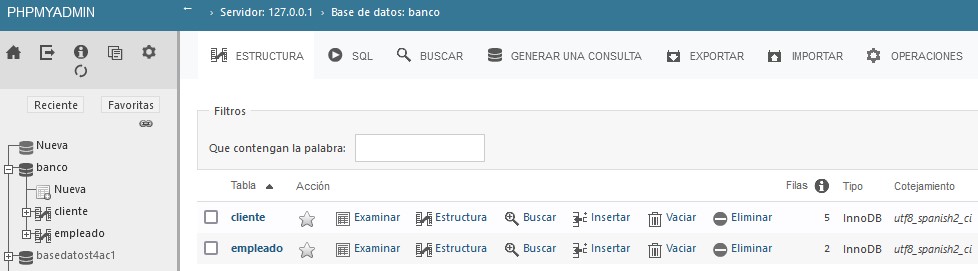 PHPMYADMIN
← › Servidor: 127.0.0.1 › Base de datos: banco
ESTRUCTURA SQL BUSCAR GENERAR UNA CONSULTA EXPORTAR IMPORTAR OPERACIONES
Reciente Favoritas
Nueva
banco
Nueva
cliente
empleado
basedatost4ac1
Filtros
Que contengan la palabra:
Tabla Acción Filas Tipo Cotejamiento
cliente Examinar Estructura Buscar Insertar Vaciar Eliminar 5 InnoDB utf8_spanish2_ci
empleado Examinar Estructura Buscar Insertar Vaciar Eliminar 2 InnoDB utf8_spanish2_ci